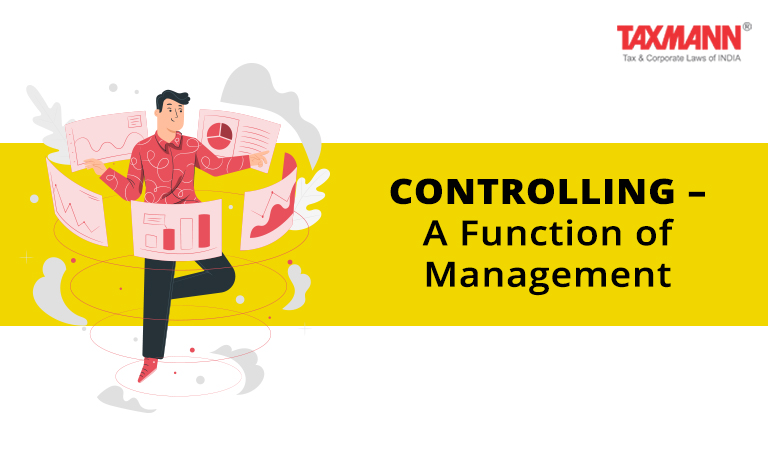 TAXMANN®
Tax & Corporate Laws of INDIA
CONTROLLING –
A Function of
Management